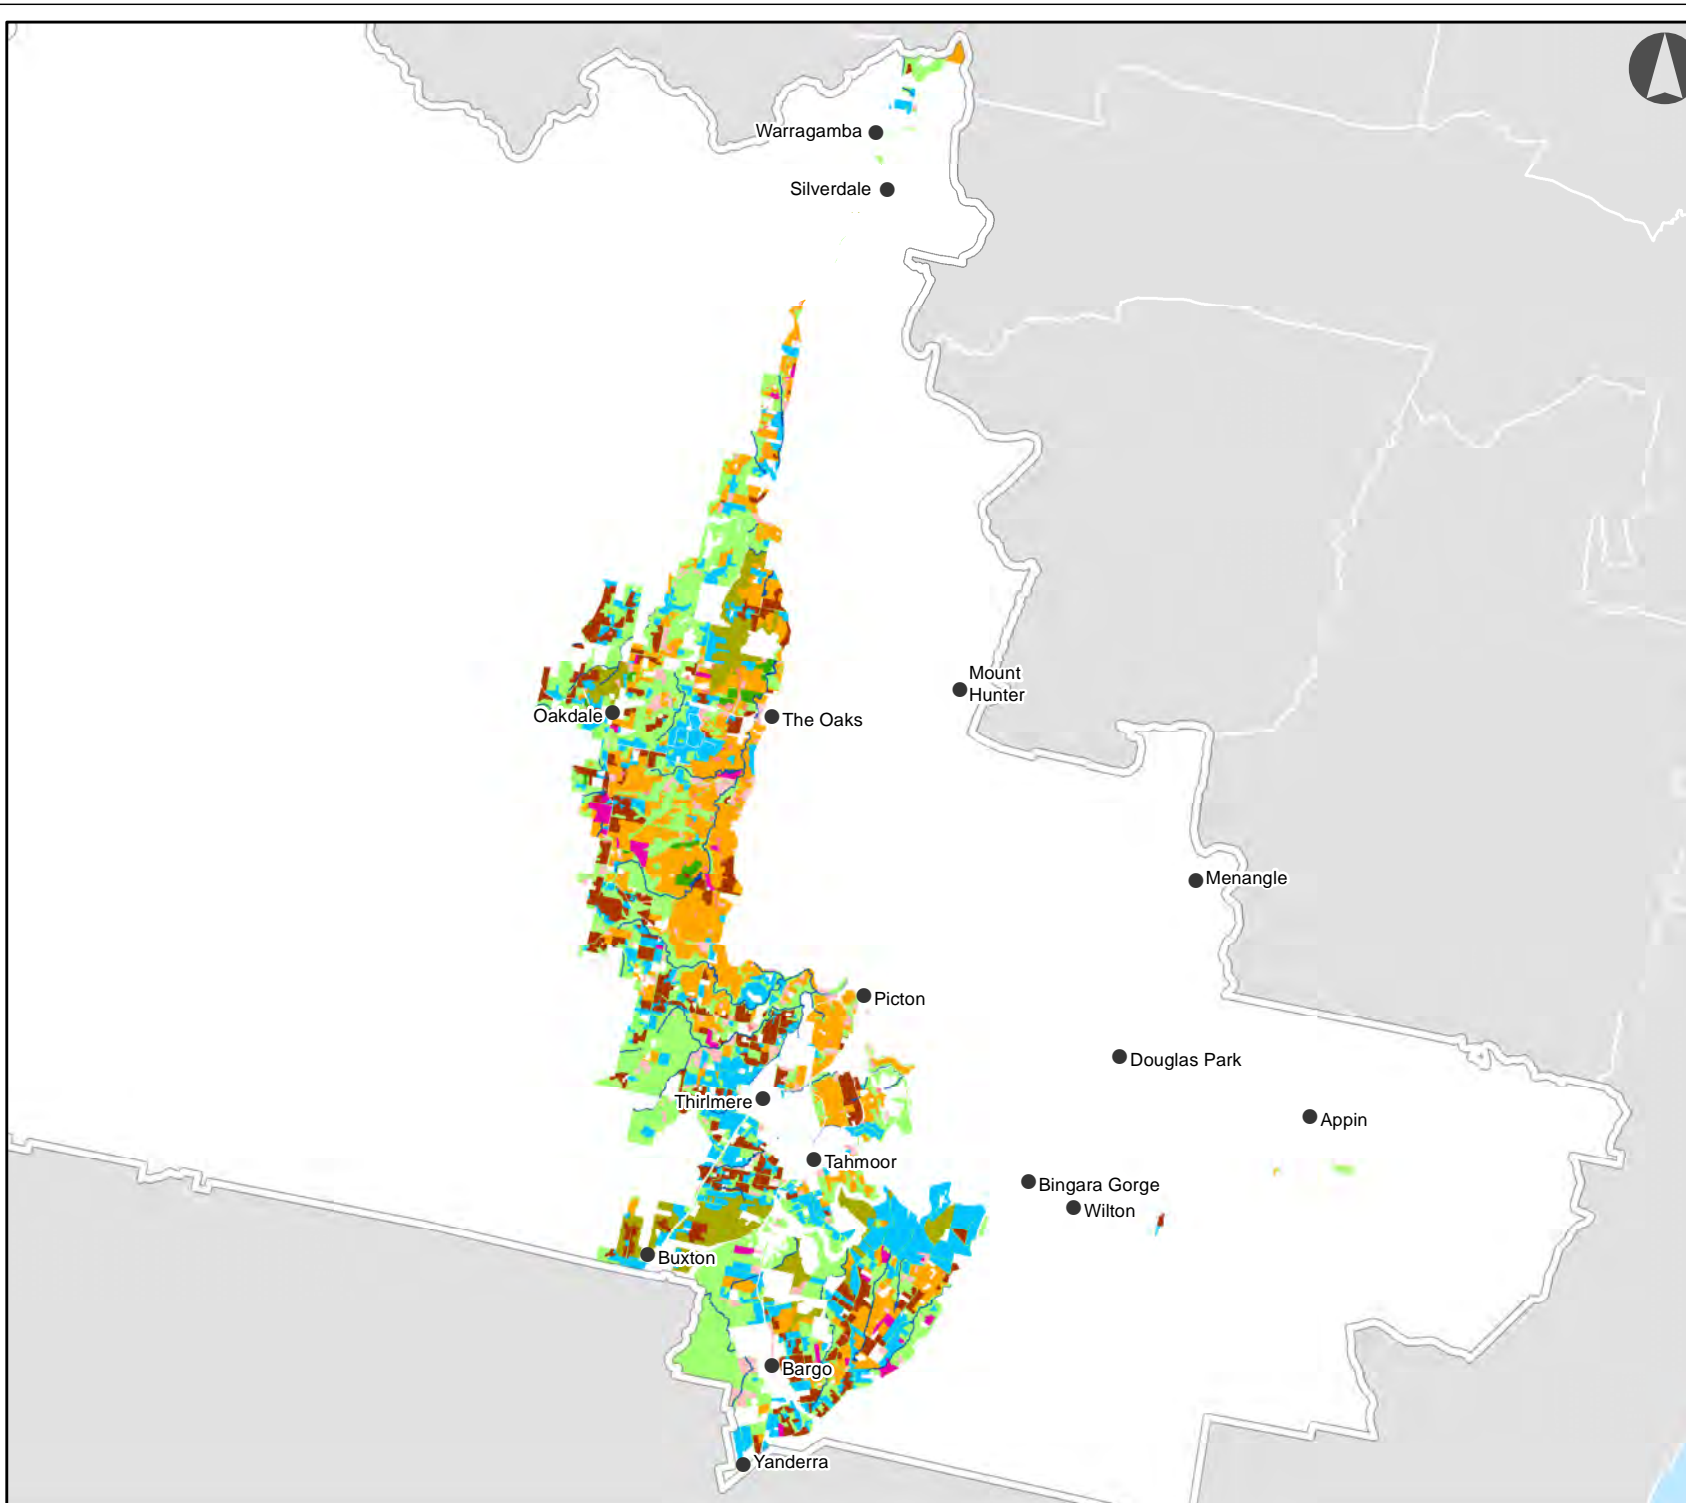 Warragamba
Silverdale
Mount
Hunter
Oakdale
The Oaks
Menangle
Picton
Douglas Park
Thirlmere
Appin
Tahmoor
Bingara Gorge
Wilton
Buxton
Bargo
Yanderra